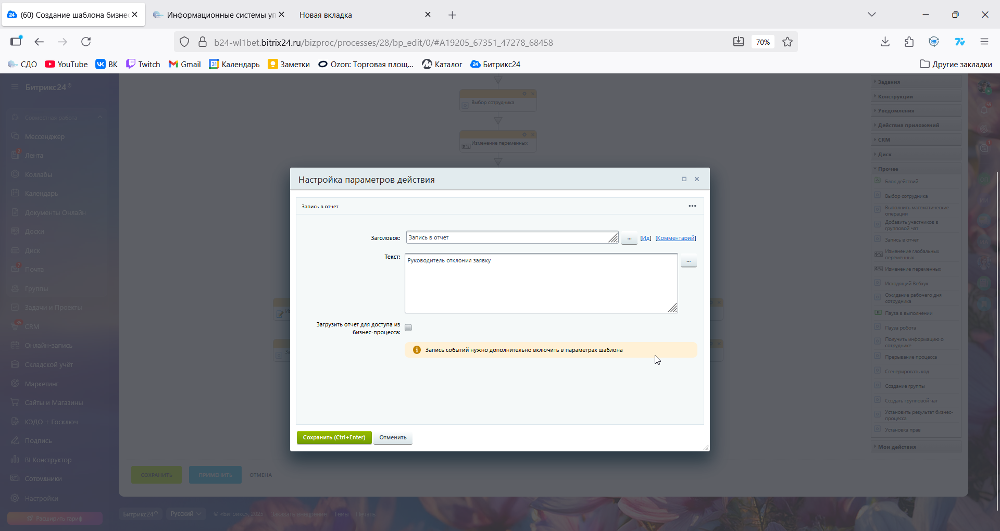 (60) Создание шаблона бизнес
Информационные системы уп
Новая вкладка
b24-wl1bet.bitrix24.ru/bizproc/processes/28/bp_edit/0/#A19205_67351_47278_68458
70%
СДО
YouTube
ВК
Twitch
Gmail
Календарь
Заметки
Ozon: Торговая площ...
Каталог
Битрикс24
Другие закладки
Битрикс24
Совместная работа
Мессенджер
2
Лента
Коллабы
Календарь
Документы Онлайн
Доски
Диск
7
Почта
Группы
Задачи и Проекты
35
CRM
Онлайн-запись
Складской учёт
Маркетинг
Сайты и Магазины
КЭДО + Госключ
Подпись
BI Конструктор
Сотрудники
Настройки
Расширить тариф
Выбор сотрудника
Изменение переменных
Настройка параметров действия
Запись в отчет
Заголовок:
Запись в отчет
...
[Ид] [Комментарий]
Текст:
Руководитель отклонил заявку
...
Загрузить отчет для доступа из
бизнес-процесса:
Запись событий нужно дополнительно включить в параметрах шаблона
Сохранить (Ctrl+Enter)
Отменить
СОХРАНИТЬ
ПРИМЕНИТЬ
ОТМЕНА
Задания
Конструкции
Уведомления
Действия приложений
CRM
Диск
Прочее
Блок действий
Выбор сотрудника
Выполнить математические
операции
Добавить участников в
групповой чат
Запись в отчет
Изменение глобальных
переменных
Изменение переменных
Исходящий Вебхук
Ожидание рабочего дня
сотрудника
Пауза в выполнении
Пауза робота
Получить информацию о
сотруднике
Прерывание процесса
Сгенерировать код
Создание группы
Создать групповой чат
Установить результат бизнес-
процесса
Установка прав
Мои действия
59
1
Битрикс24
Русский
© «Битрикс», 2025
Заказать внедрение
Темы
Печать